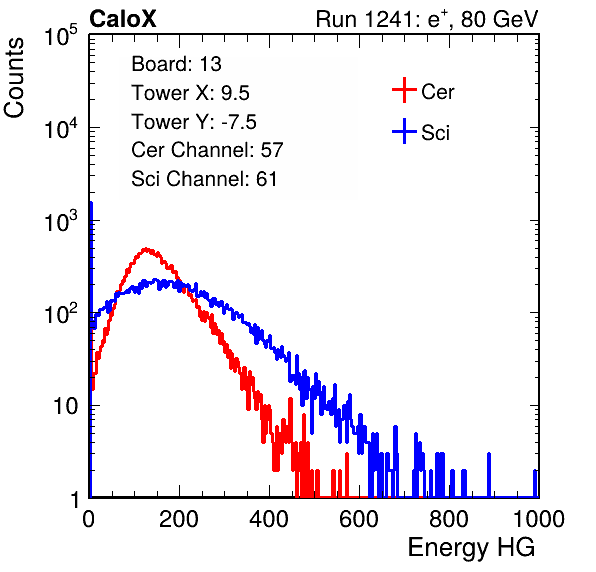 CaloX Run 1241: e⁺, 80 GeV
Counts
Board: 13
Tower X: 9.5
Tower Y: -7.5
Cer Channel: 57
Sci Channel: 61
Cer
Sci
10⁵
10⁴
10³
10²
10
1
0 200 400 600 800 1000
Energy HG